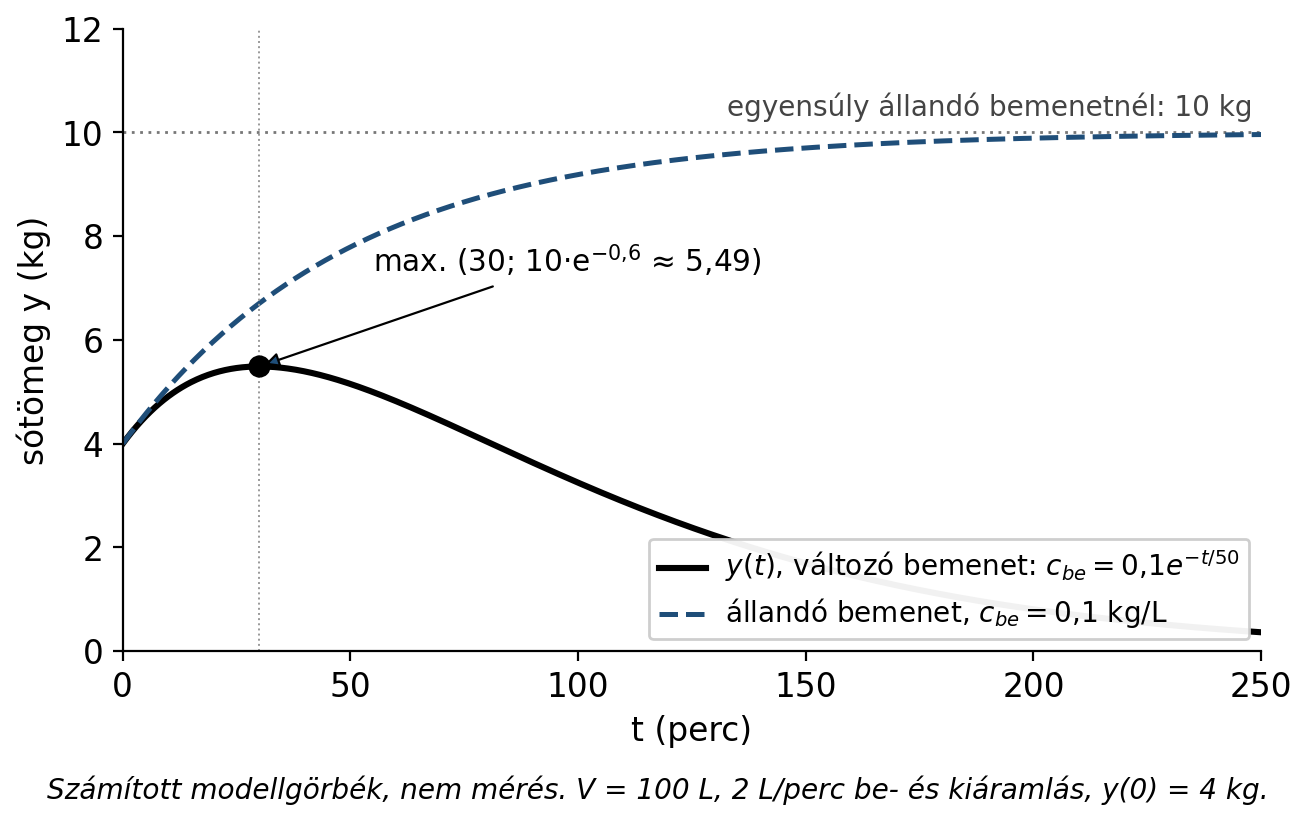 12
10
8
6
4
2
0
sótömeg y (kg)
egyensúly állandó bemenetnél: 10 kg
max. (30; 10·e⁻⁰,⁶ ≈ 5,49)
y(t), változó bemenet: c_be = 0,1e^{−t/50}
állandó bemenet, c_be = 0,1 kg/L
0 50 100 150 200 250
t (perc)
Számított modellgörbék, nem mérés. V = 100 L, 2 L/perc be- és kiáramlás, y(0) = 4 kg.